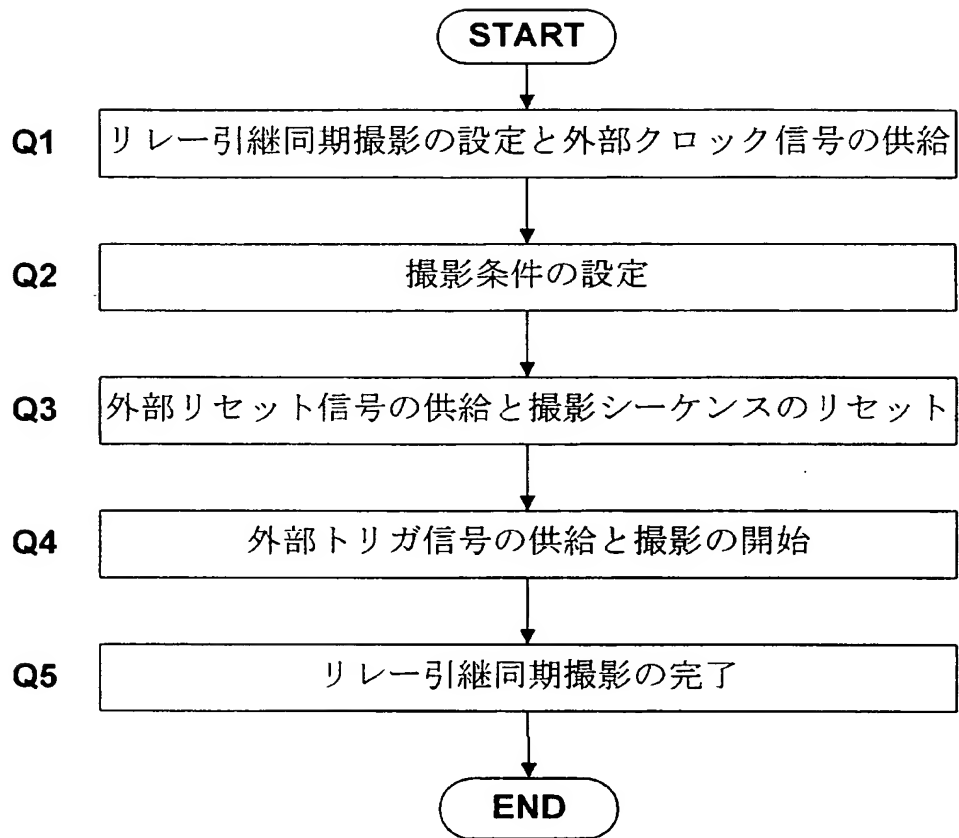 START
Q1 リレー引継同期撮影の設定と外部クロック信号の供給
Q2 撮影条件の設定
Q3 外部リセット信号の供給と撮影シーケンスのリセット
Q4 外部トリガ信号の供給と撮影の開始
Q5 リレー引継同期撮影の完了
END